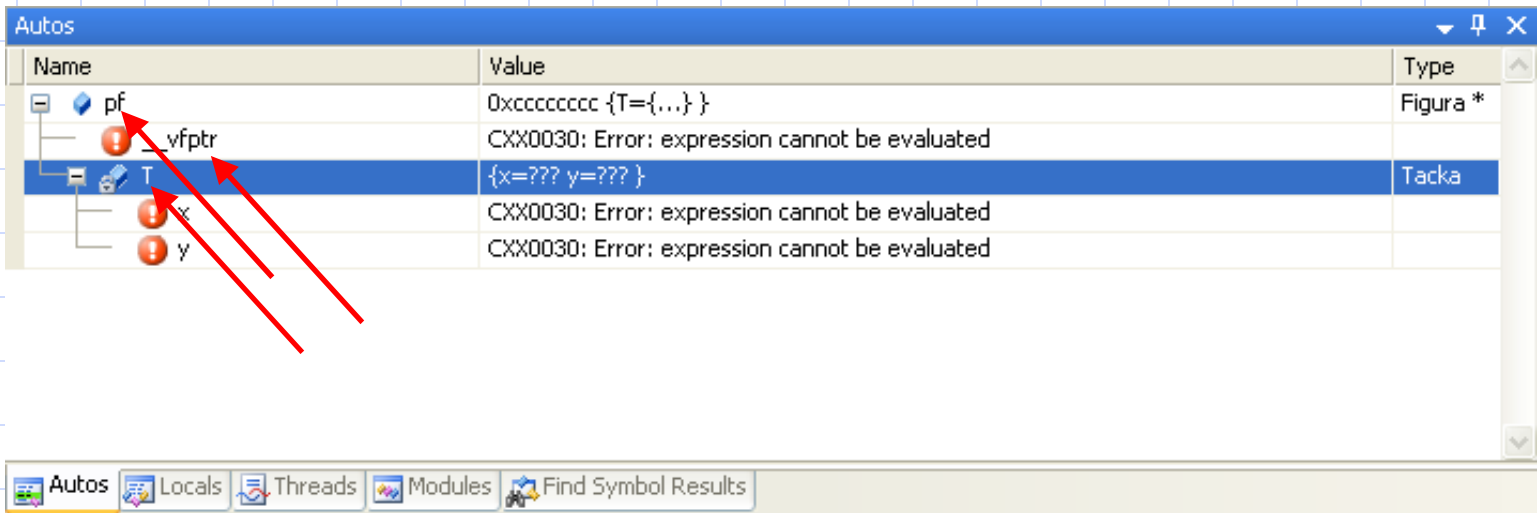 Autos
Name Value Type
pf 0xcccccccc {T={...} } Figura *
__vfptr CXX0030: Error: expression cannot be evaluated
T {x=??? y=??? } Tacka
x CXX0030: Error: expression cannot be evaluated
y CXX0030: Error: expression cannot be evaluated
Autos Locals Threads Modules Find Symbol Results